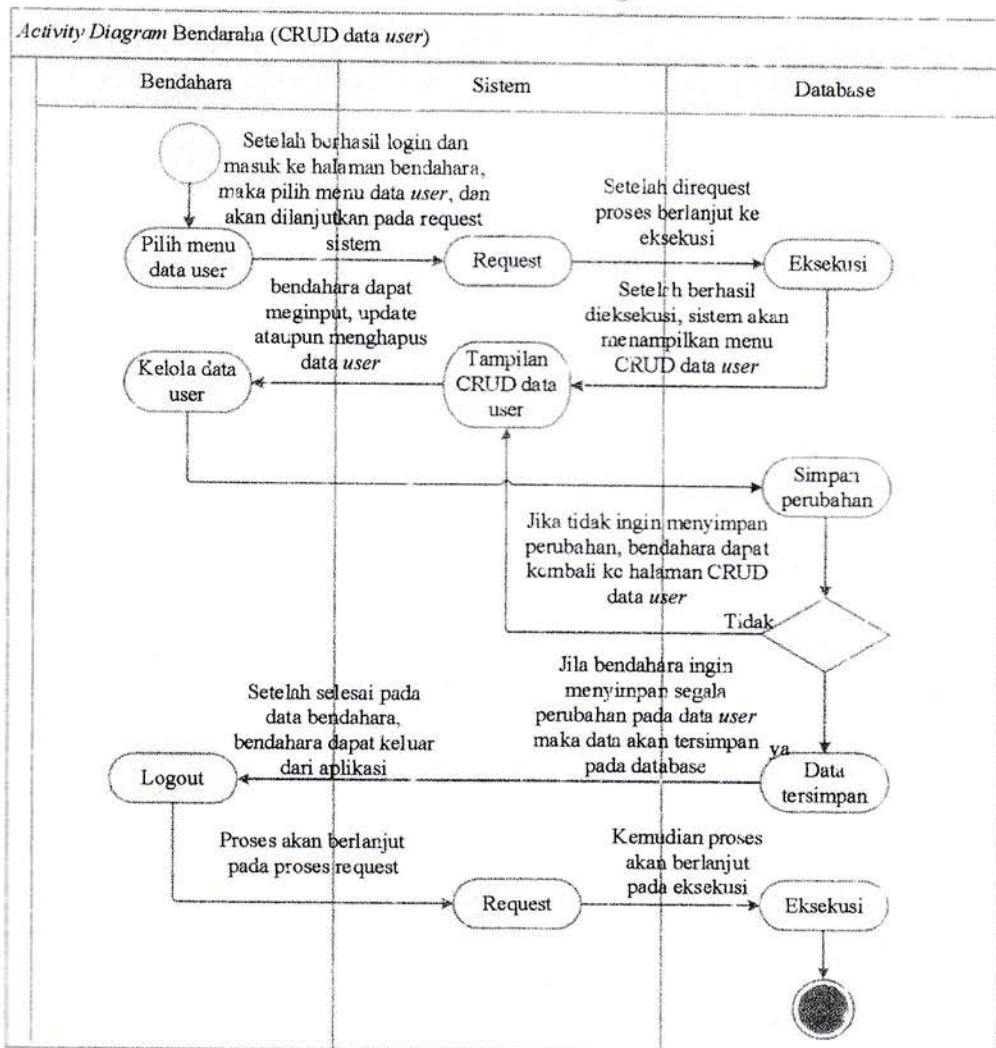 Activity Diagram Bendaraha (CRUD data user)
Bendahara
Sistem
Database
Setelah berhasil login dan
masuk ke halaman bendahara,
maka pilih menu data user, dan
akan dilanjutkan pada request
sistem
Setelah direquest
proses berlanjut ke
eksekusi
Pilih menu
data user
Request
Eksekusi
bendahara dapat
meginput, update
ataupun menghapus
data user
Setelah berhasil
dieksekusi, sistem akan
menampilkan menu
CRUD data user
Kelola data
user
Tampilan
CRUD data
user
Simpan
perubahan
Jika tidak ingin menyimpan
perubahan, bendahara dapat
kembali ke halaman CRUD
data user
Tidak
Jila bendahara ingin
menyimpan segala
perubahan pada data user
maka data akan tersimpan
pada database
ya
Setelah selesai pada
data bendahara,
bendahara dapat keluar
dari aplikasi
Logout
Data
tersimpan
Proses akan berlanjut
pada proses request
Kemudian proses
akan berlanjut
pada eksekusi
Request
Eksekusi